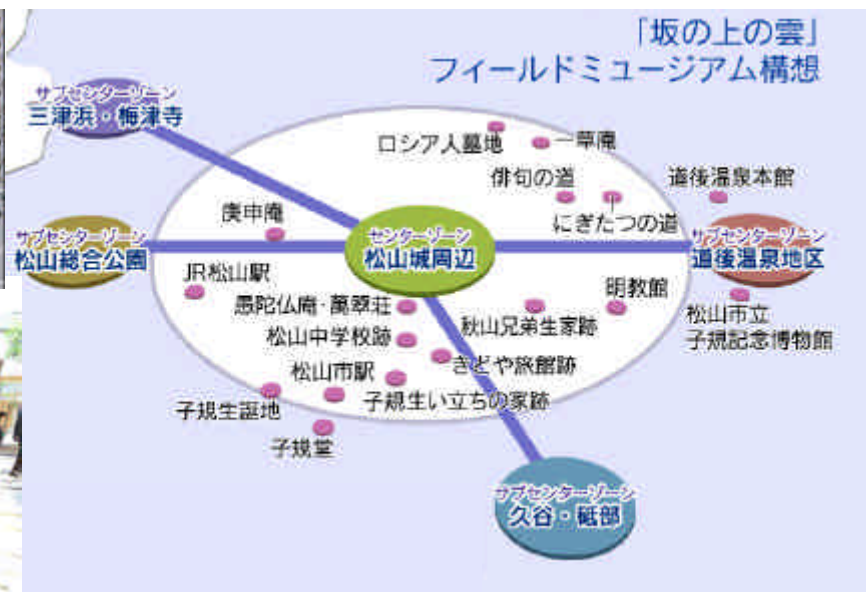 「坂の上の雲」
フィールドミュージアム構想
サブセンターゾーン
三津浜・梅津寺
ロシア人墓地
一草庵
俳句の道
道後温泉本館
庚申庵
にぎたつの道
サブセンターゾーン
松山総合公園
センターゾーン
松山城周辺
サブセンターゾーン
道後温泉地区
JR松山駅
愚陀仏庵・萬翠荘
明教館
松山市立
子規記念博物館
秋山兄弟生家跡
松山中学校跡
きどや旅館跡
松山市駅
子規生い立ちの家跡
子規生誕地
子規堂
サブセンターゾーン
久谷・砥部